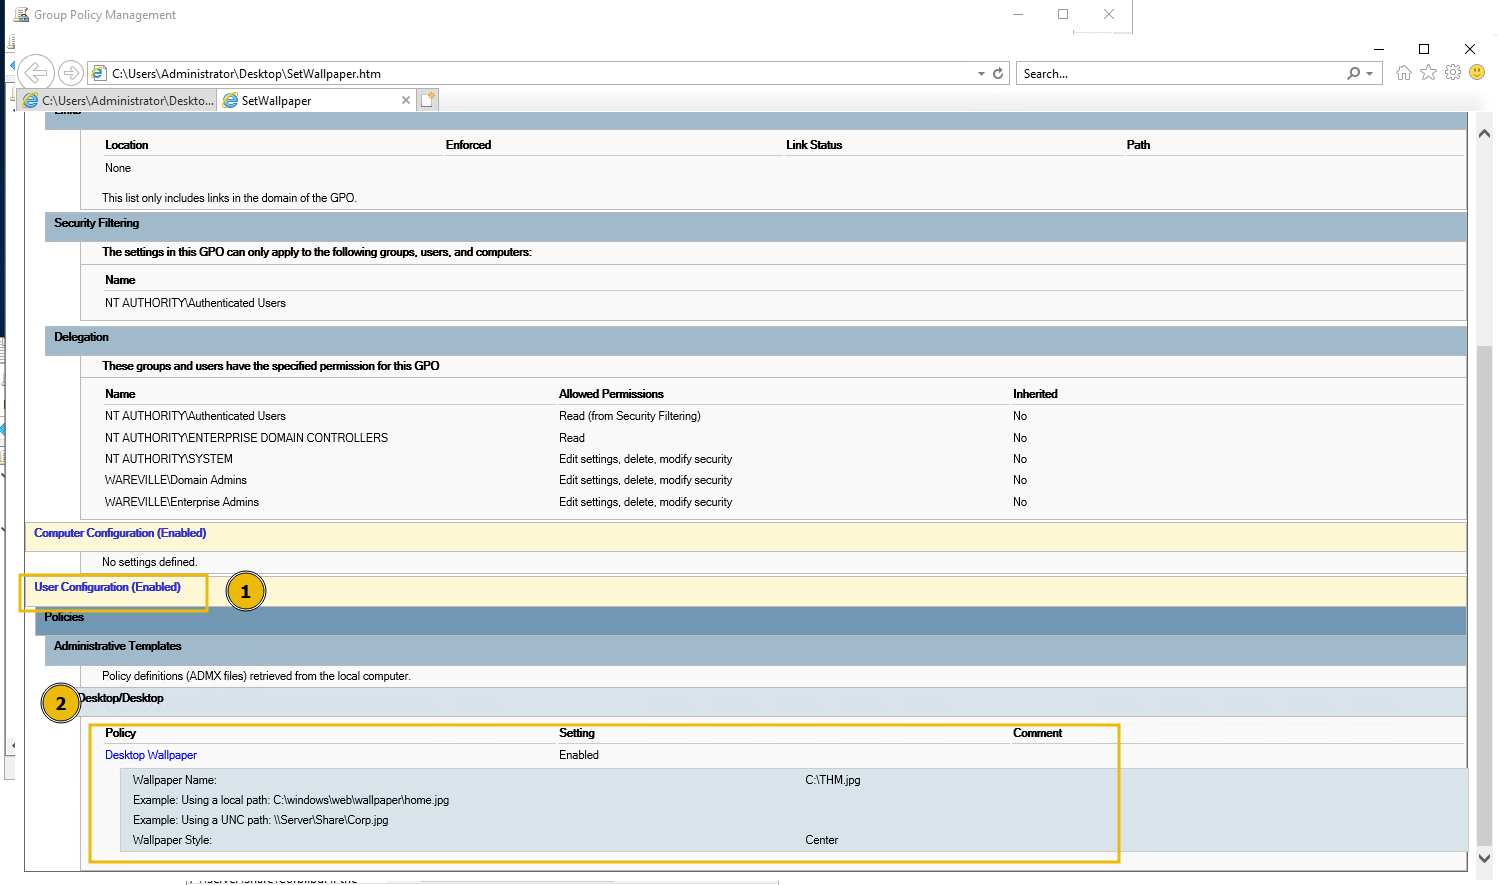 Group Policy Management
C:\Users\Administrator\Desktop\SetWallpaper.htm
Search...
C:\Users\Administrator\Deskto...
SetWallpaper
Links
Location Enforced Link Status Path
None
This list only includes links in the domain of the GPO.
Security Filtering
The settings in this GPO can only apply to the following groups, users, and computers:
Name
NT AUTHORITY\Authenticated Users
Delegation
These groups and users have the specified permission for this GPO
Name Allowed Permissions Inherited
NT AUTHORITY\Authenticated Users Read (from Security Filtering) No
NT AUTHORITY\ENTERPRISE DOMAIN CONTROLLERS Read No
NT AUTHORITY\SYSTEM Edit settings, delete, modify security No
WAREVILLE\Domain Admins Edit settings, delete, modify security No
WAREVILLE\Enterprise Admins Edit settings, delete, modify security No
Computer Configuration (Enabled)
No settings defined.
User Configuration (Enabled)
1
Policies
Administrative Templates
Policy definitions (ADMX files) retrieved from the local computer.
2
Desktop/Desktop
Policy Setting Comment
Desktop Wallpaper Enabled
Wallpaper Name: C:\THM.jpg
Example: Using a local path: C:\windows\web\wallpaper\home.jpg
Example: Using a UNC path: \\Server\Share\Corp.jpg
Wallpaper Style: Center